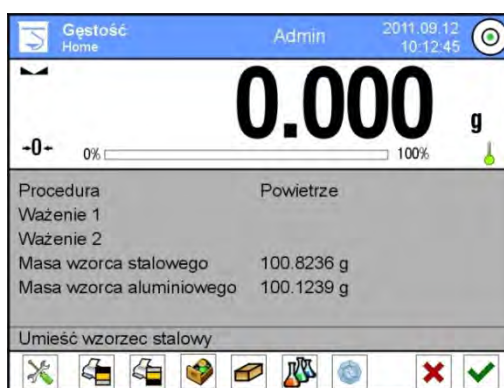 Gęstość Admin 2011.09.12
Home 10:12:45
0.000 g
→0← 0% 100%
Procedura Powietrze
Ważenie 1
Ważenie 2
Masa wzorca stalowego 100.8236 g
Masa wzorca aluminiowego 100.1239 g
Umieść wzorzec stalowy